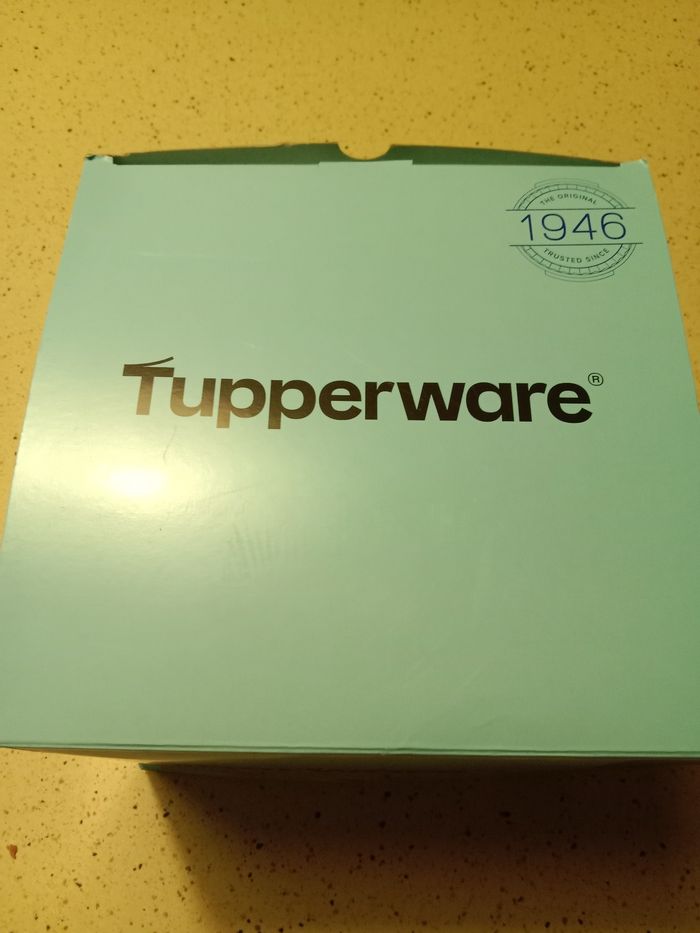 THE ORIGINAL
1946
TRUSTED SINCE
Tupperware®